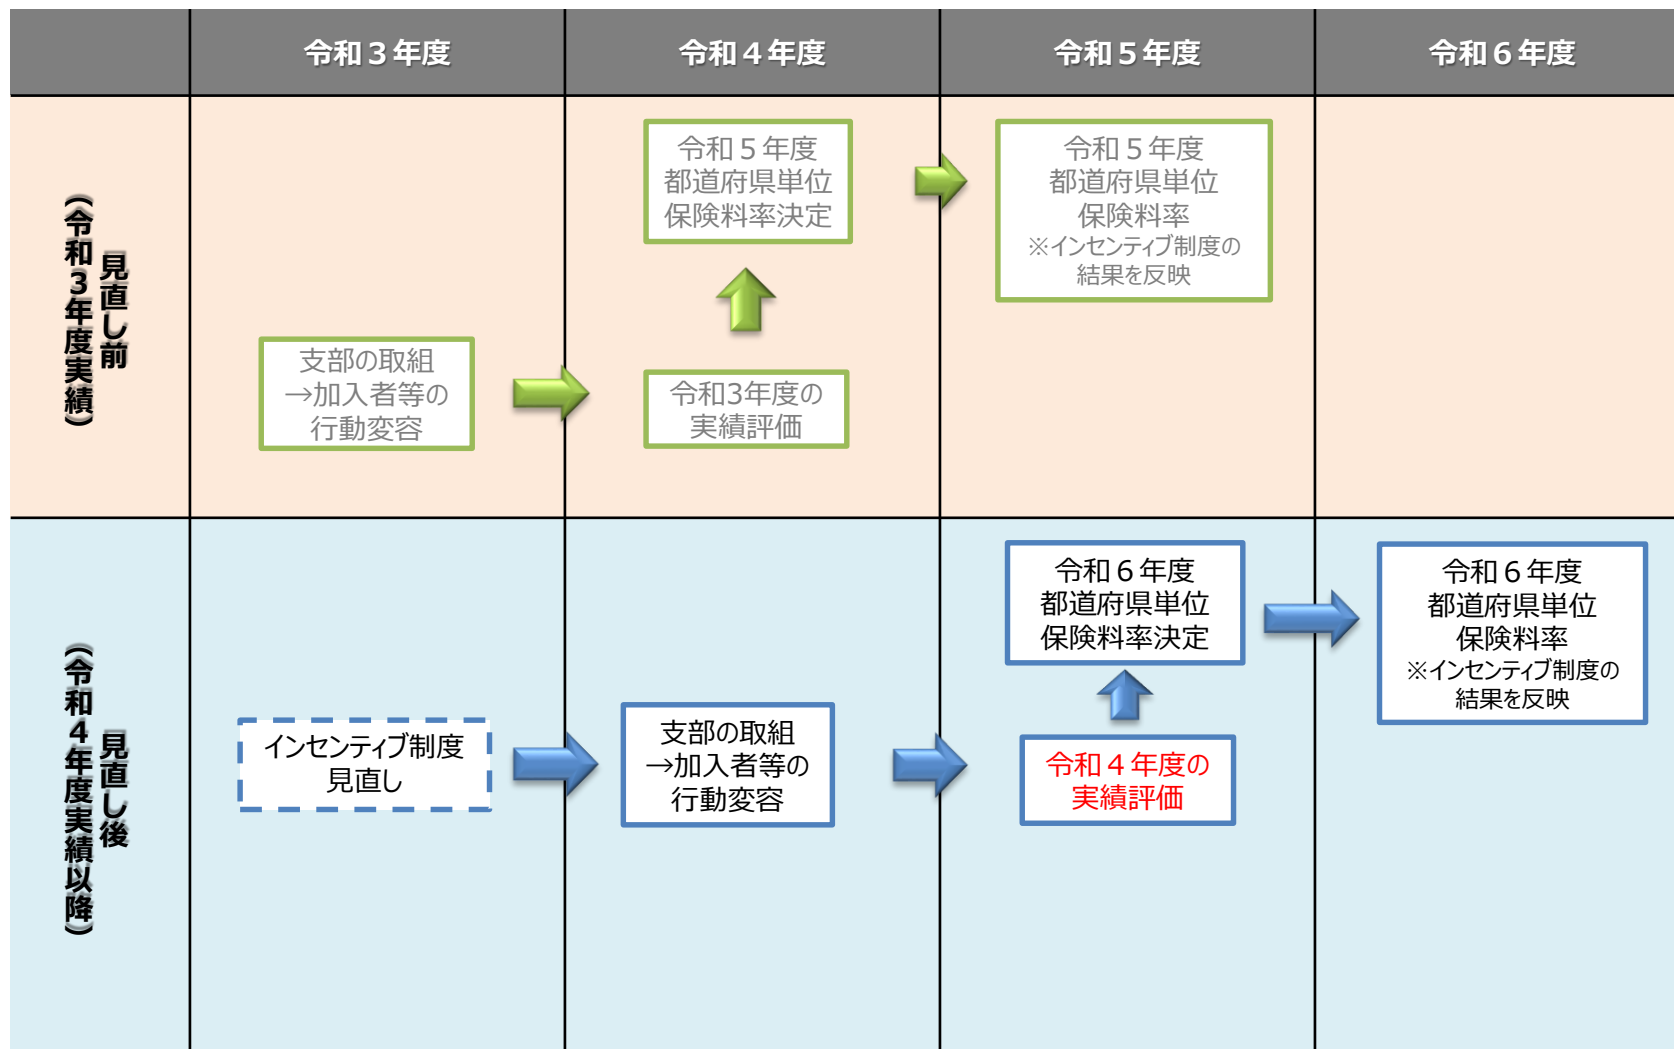 令和３年度
令和４年度
令和５年度
令和６年度
見直し前
（令和３年度実績）
支部の取組
→加入者等の
行動変容
令和５年度
都道府県単位
保険料率決定
令和3年度の
実績評価
令和５年度
都道府県単位
保険料率
※インセンティブ制度の
結果を反映
見直し後
（令和４年度実績以降）
インセンティブ制度
見直し
支部の取組
→加入者等の
行動変容
令和６年度
都道府県単位
保険料率決定
令和４年度の
実績評価
令和６年度
都道府県単位
保険料率
※インセンティブ制度の
結果を反映